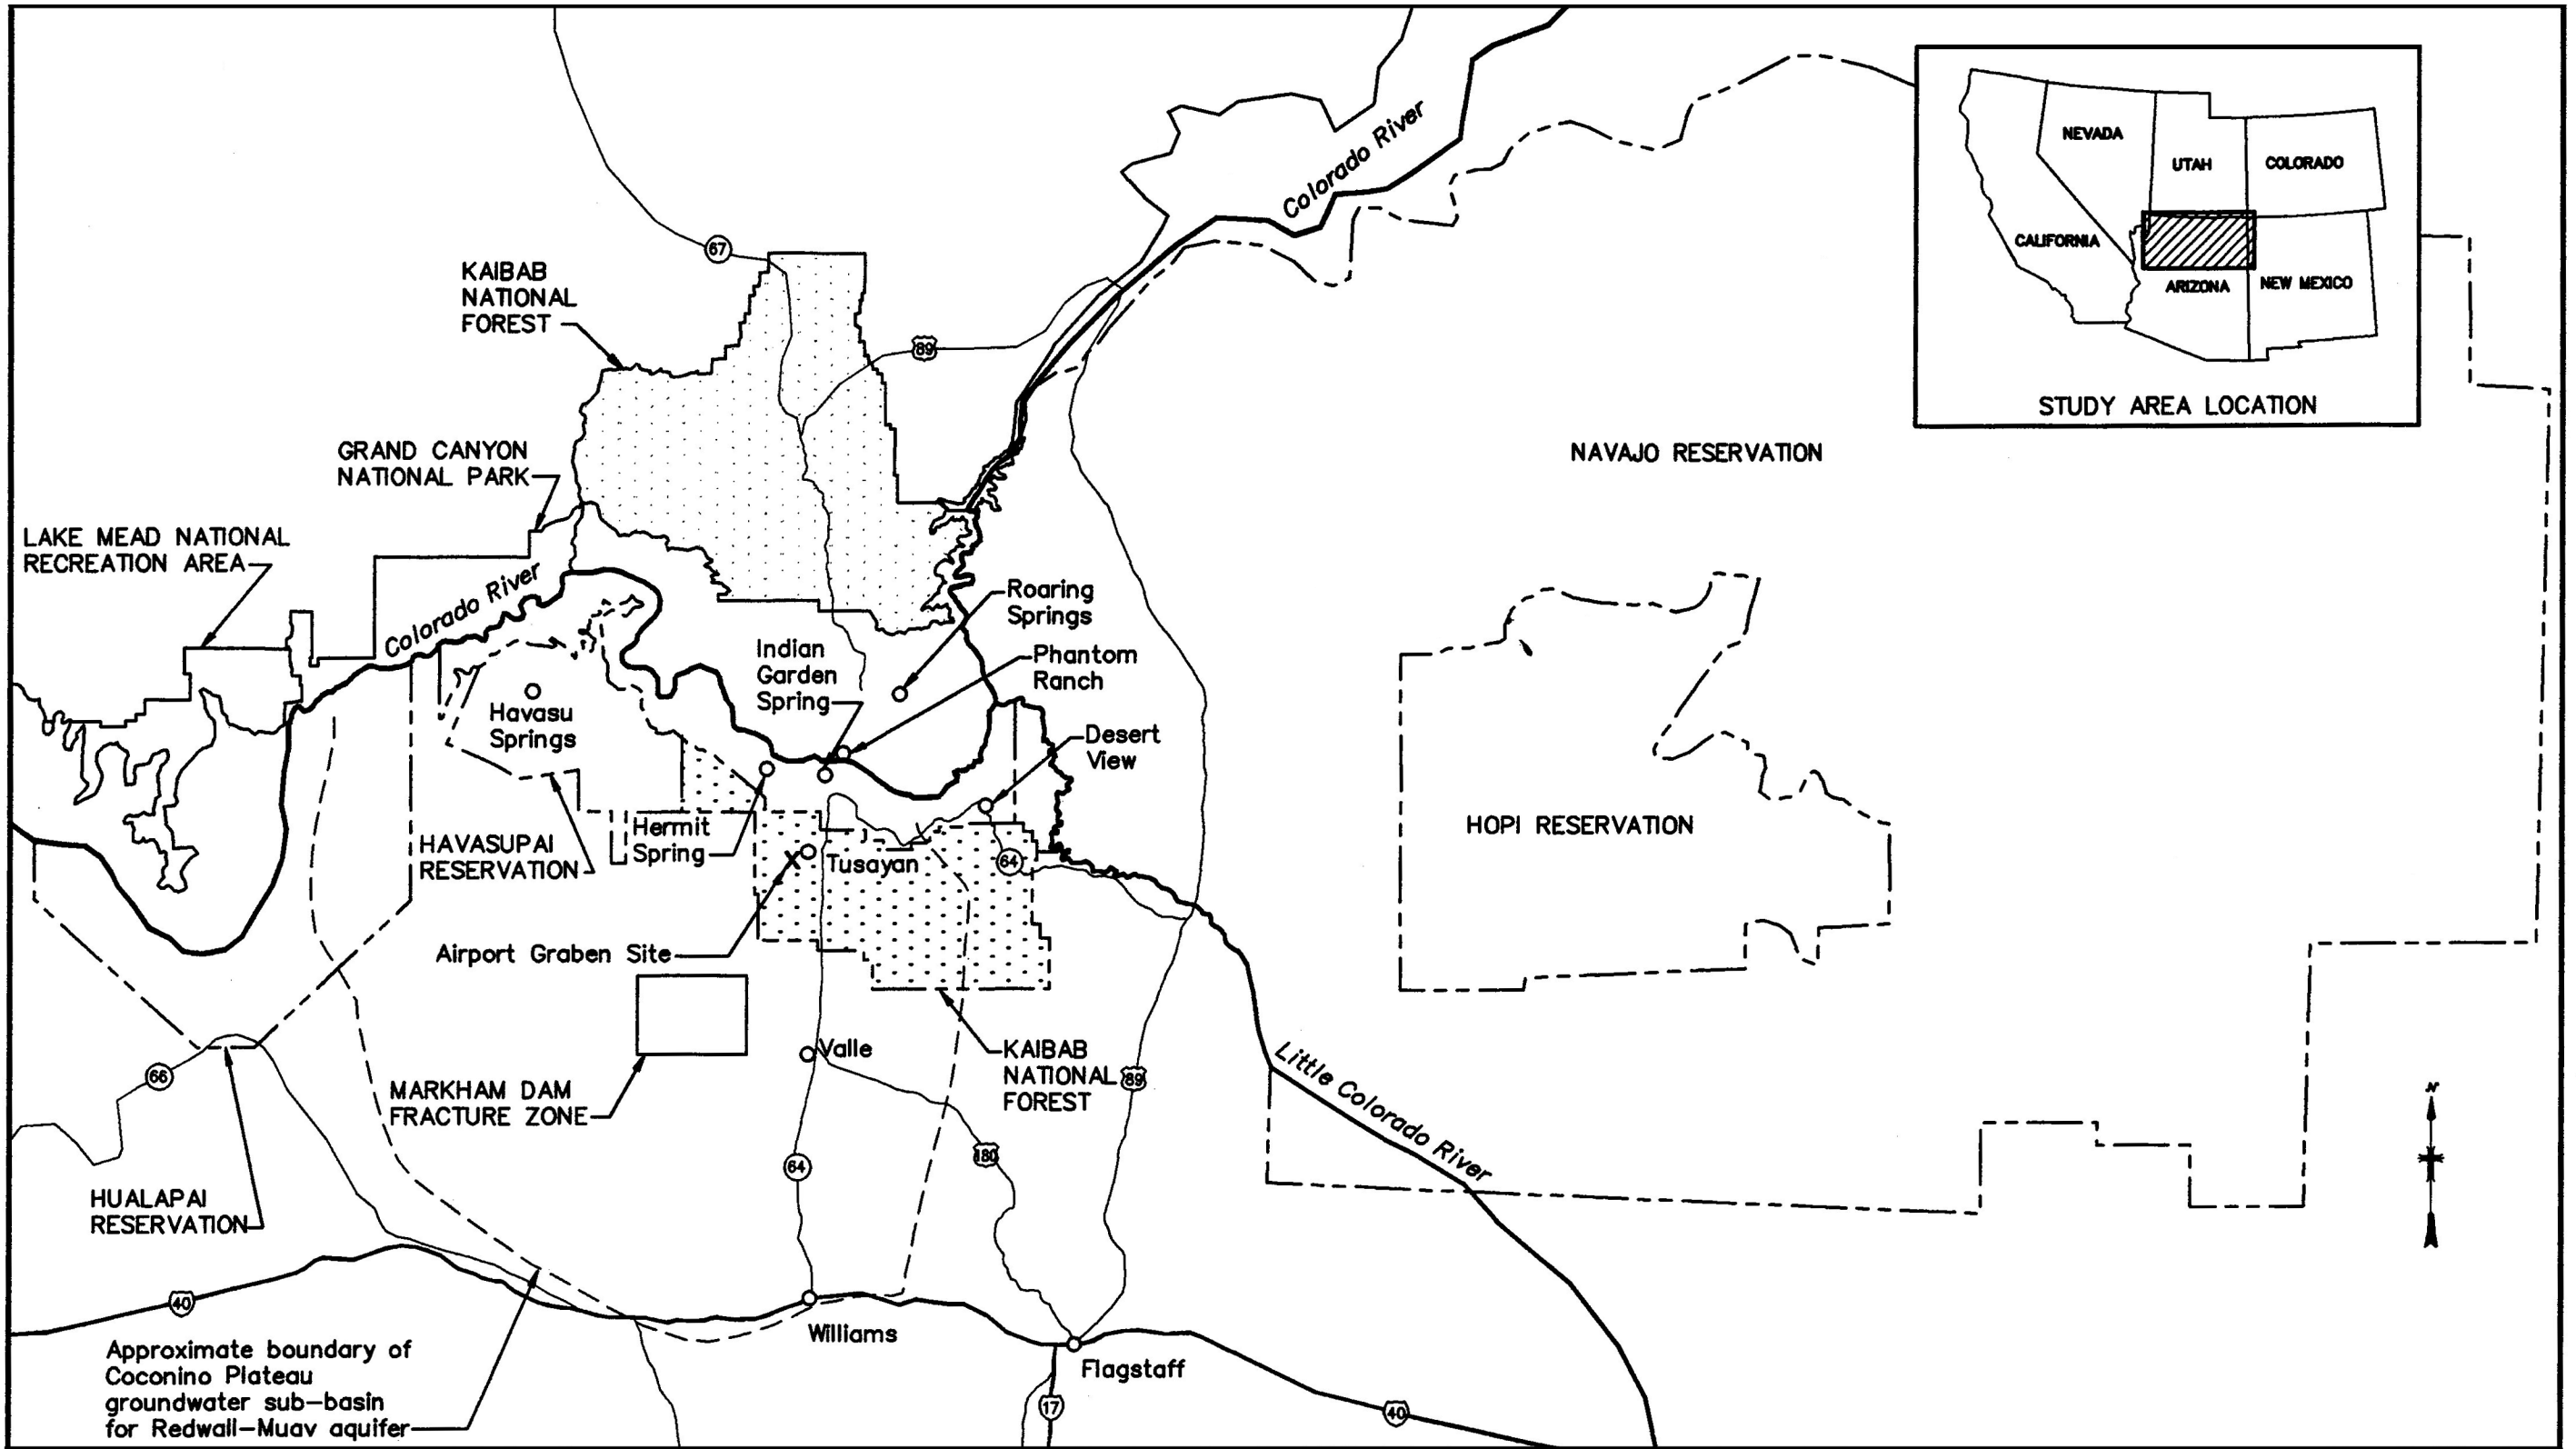 Colorado River
NEVADA
UTAH
COLORADO
CALIFORNIA
ARIZONA
NEW MEXICO
STUDY AREA LOCATION
67
KAIBAB
NATIONAL
FOREST
89
GRAND CANYON
NATIONAL PARK
NAVAJO RESERVATION
LAKE MEAD NATIONAL
RECREATION AREA
Colorado River
Roaring
Springs
Indian
Garden
Spring
Phantom
Ranch
Havasu
Springs
Desert
View
HAVASUPAI
RESERVATION
Hermit
Spring
X
Tusayan
64
HOPI RESERVATION
Airport Graben Site
Valle
KAIBAB
NATIONAL
FOREST
89
Little Colorado River
66
MARKHAM DAM
FRACTURE ZONE
N
64
180
HUALAPAI
RESERVATION
40
Williams
Approximate boundary of
Coconino Plateau
groundwater sub-basin
for Redwall-Muav aquifer
Flagstaff
17
40